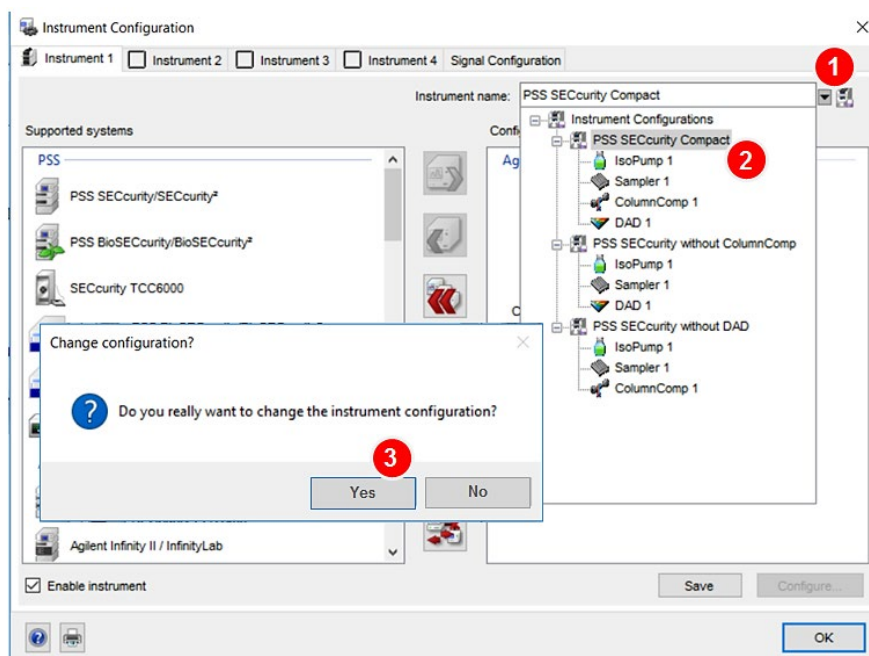 Instrument Configuration
Instrument 1 Instrument 2 Instrument 3 Instrument 4 Signal Configuration
1
Instrument name: PSS SECcurity Compact
Supported systems
Instrument Configurations
PSS
PSS SECcurity Compact
2
Ag
IsoPump 1
PSS SECcurity/SECcurity²
Sampler 1
ColumnComp 1
DAD 1
PSS BioSECcurity/BioSECcurity²
PSS SECcurity without ColumnComp
IsoPump 1
SECcurity TCC6000
Sampler 1
DAD 1
PSS SECcurity without DAD
IsoPump 1
Sampler 1
ColumnComp 1
Change configuration?
? Do you really want to change the instrument configuration?
3
Yes No
Agilent Infinity II / InfinityLab
Enable instrument
Save Configure...
? OK